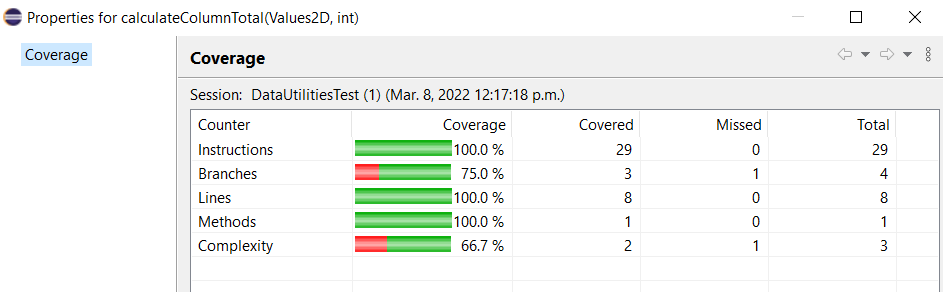 Properties for calculateColumnTotal(Values2D, int)
Coverage
Coverage
Session: DataUtilitiesTest (1) (Mar. 8, 2022 12:17:18 p.m.)
Counter Coverage Covered Missed Total
Instructions 100.0 % 29 0 29
Branches 75.0 % 3 1 4
Lines 100.0 % 8 0 8
Methods 100.0 % 1 0 1
Complexity 66.7 % 2 1 3